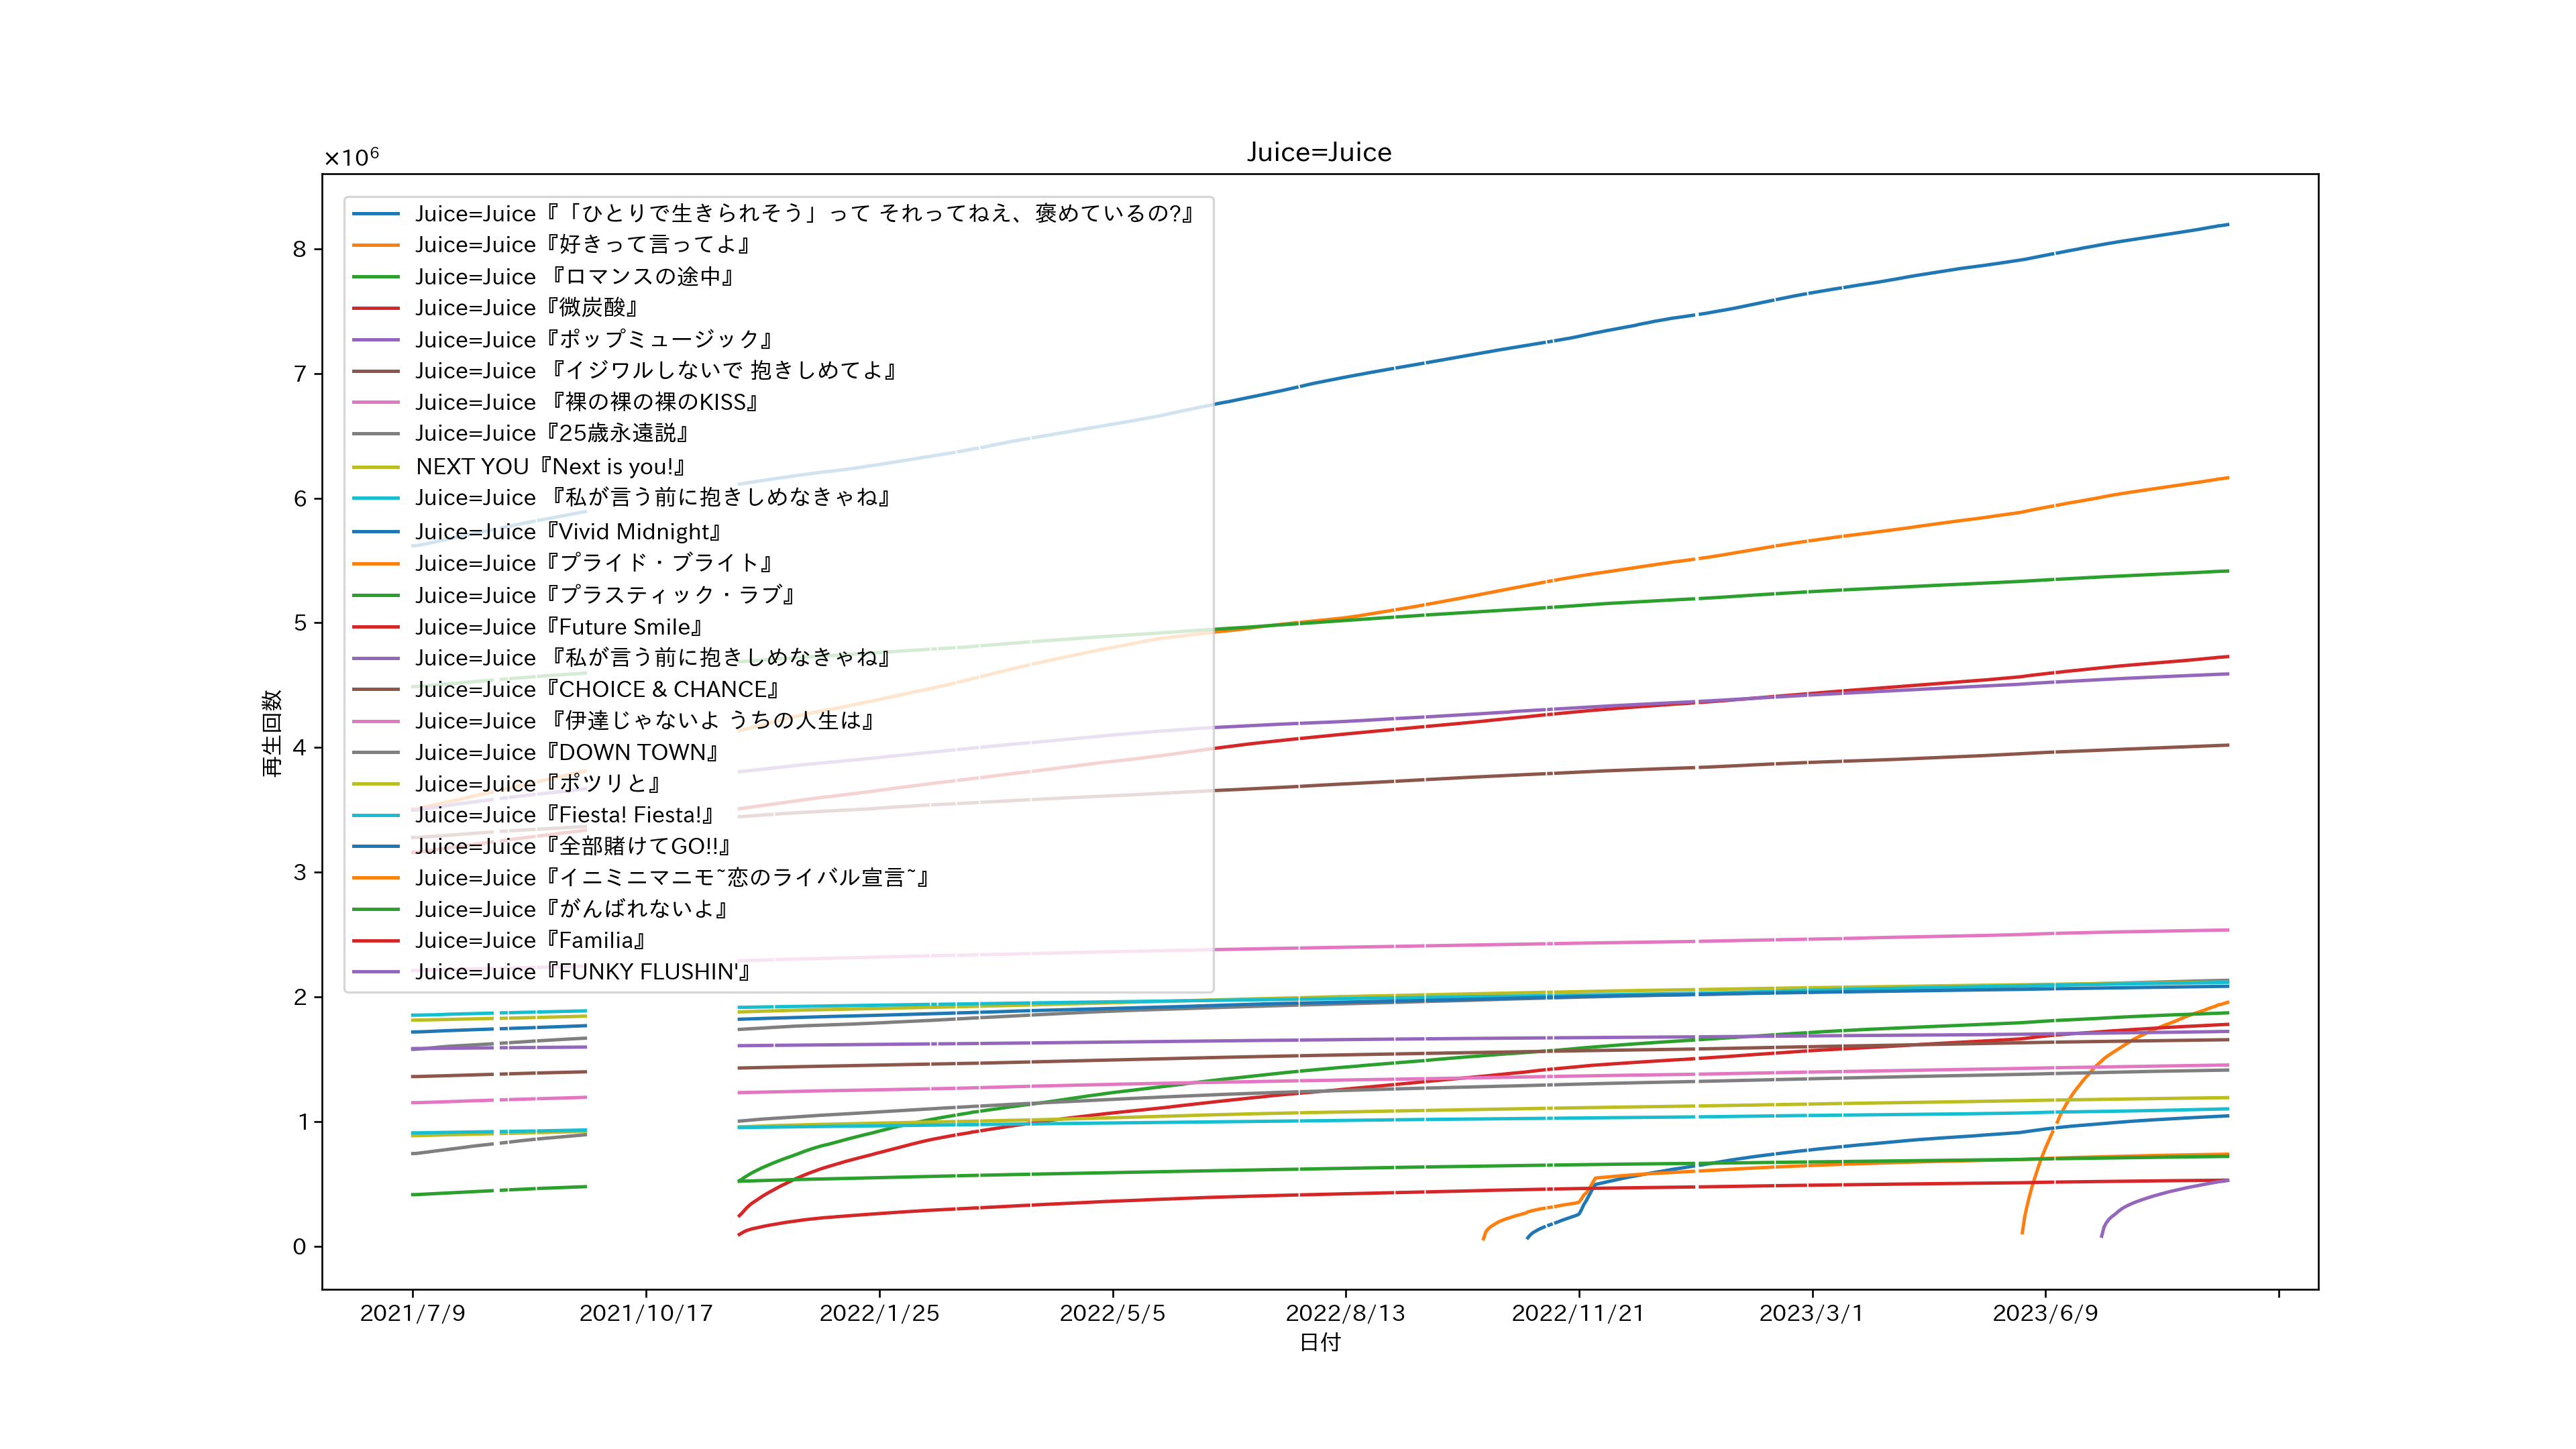 Juice=Juice
×10⁶
Juice=Juice『「ひとりで生きられそう」って それってねえ、褒めているの?』
Juice=Juice『好きって言ってよ』
Juice=Juice 『ロマンスの途中』
Juice=Juice『微炭酸』
Juice=Juice『ポップミュージック』
Juice=Juice 『イジワルしないで 抱きしめてよ』
Juice=Juice 『裸の裸の裸のKISS』
Juice=Juice『25歳永遠説』
NEXT YOU『Next is you!』
Juice=Juice 『私が言う前に抱きしめなきゃね』
Juice=Juice『Vivid Midnight』
Juice=Juice『プライド・ブライト』
Juice=Juice『プラスティック・ラブ』
Juice=Juice『Future Smile』
Juice=Juice 『私が言う前に抱きしめなきゃね』
Juice=Juice『CHOICE & CHANCE』
Juice=Juice 『伊達じゃないよ うちの人生は』
Juice=Juice『DOWN TOWN』
Juice=Juice『ポツリと』
Juice=Juice『Fiesta! Fiesta!』
Juice=Juice『全部賭けてGO!!』
Juice=Juice『イニミニマニモ~恋のライバル宣言~』
Juice=Juice『がんばれないよ』
Juice=Juice『Familia』
Juice=Juice『FUNKY FLUSHIN'』
8
7
6
5
4
3
2
1
0
再生回数
2021/7/9
2021/10/17
2022/1/25
2022/5/5
2022/8/13
2022/11/21
2023/3/1
2023/6/9
日付